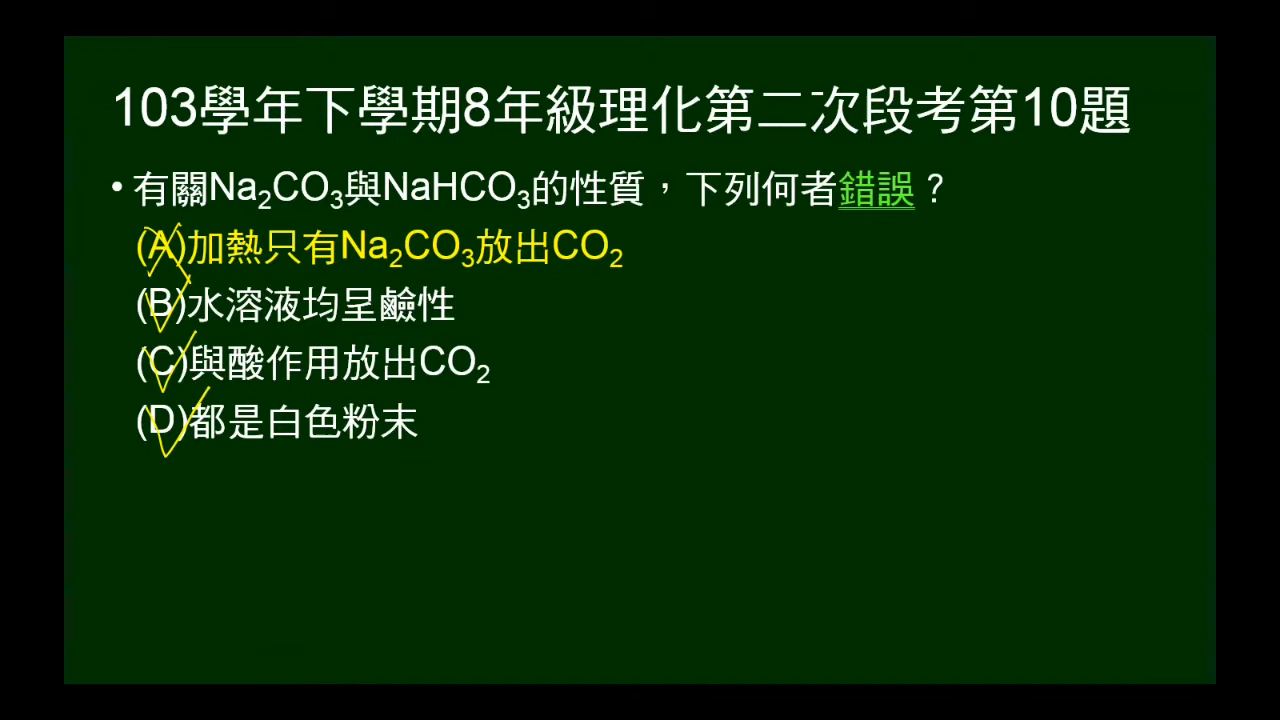 103學年下學期8年級理化第二次段考第10題
• 有關Na₂CO₃與NaHCO₃的性質，下列何者錯誤？
(A)加熱只有Na₂CO₃放出CO₂
(B)水溶液均呈鹼性
(C)與酸作用放出CO₂
(D)都是白色粉末